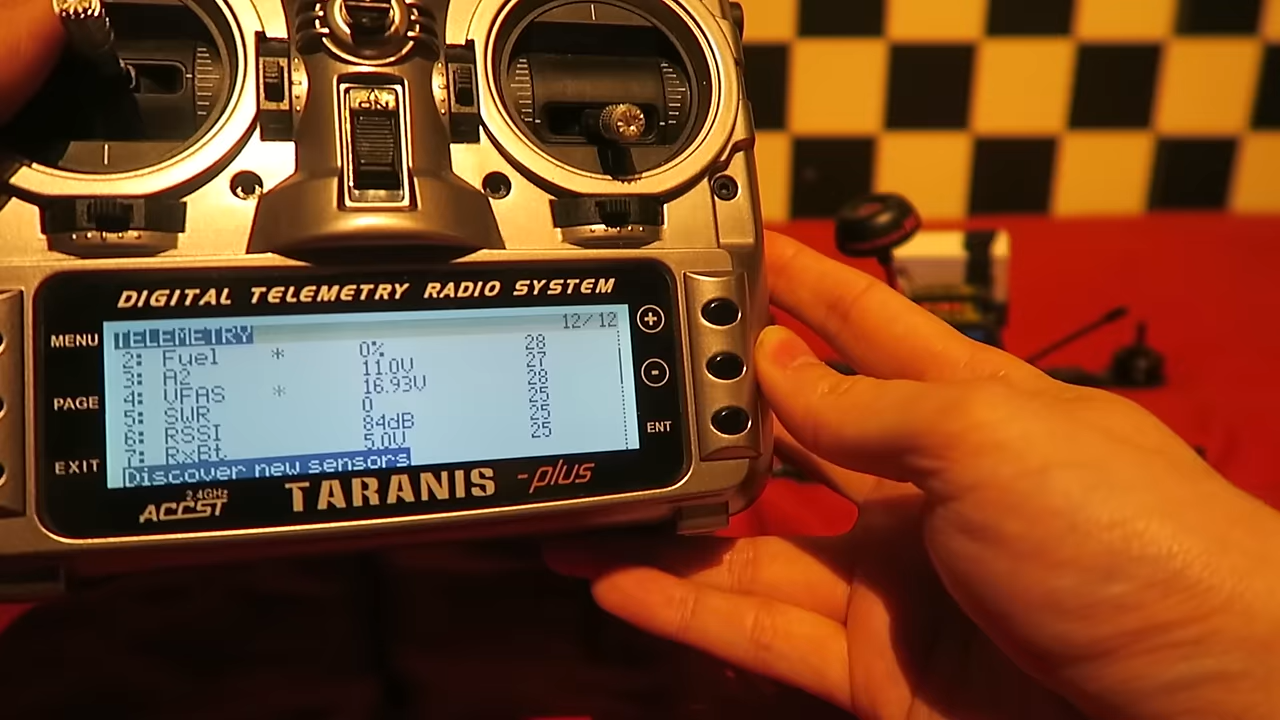 ON
DIGITAL TELEMETRY RADIO SYSTEM
MENU
PAGE
EXIT
TELEMETRY 12/12
2: Fuel * 0% 28
3: A2 11.0V 27
4: VFAS * 16.93V 28
5: SWR 0 25
6: RSSI 84dB 25
7: RxBt 5.0V 25
Discover new sensors
+
-
ENT
2.4GHz
ACCST
TARANIS -plus